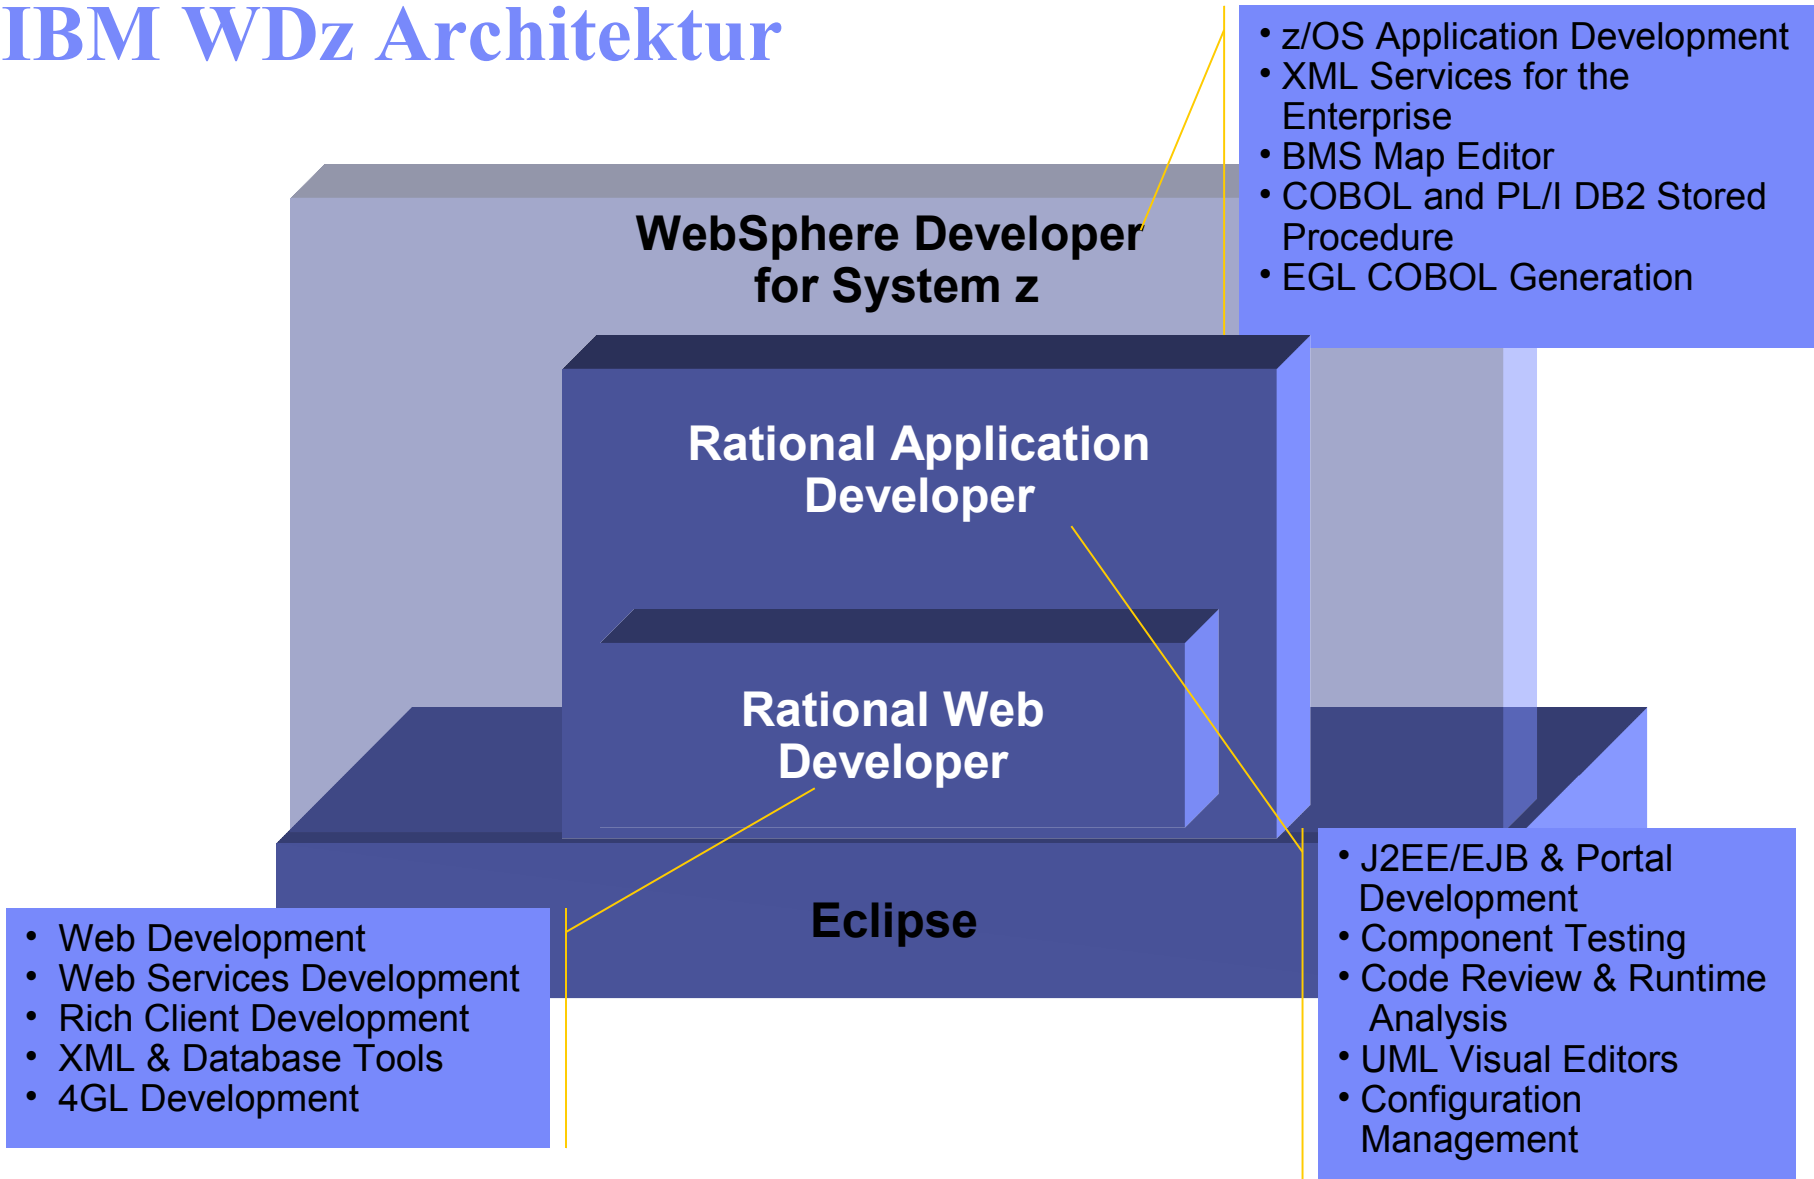 IBM WDz Architektur
• z/OS Application Development
• XML Services for the
Enterprise
• BMS Map Editor
• COBOL and PL/I DB2 Stored
Procedure
• EGL COBOL Generation
WebSphere Developer
for System z
Rational Application
Developer
Rational Web
Developer
Eclipse
• Web Development
• Web Services Development
• Rich Client Development
• XML & Database Tools
• 4GL Development
• J2EE/EJB & Portal
Development
• Component Testing
• Code Review & Runtime
Analysis
• UML Visual Editors
• Configuration
Management